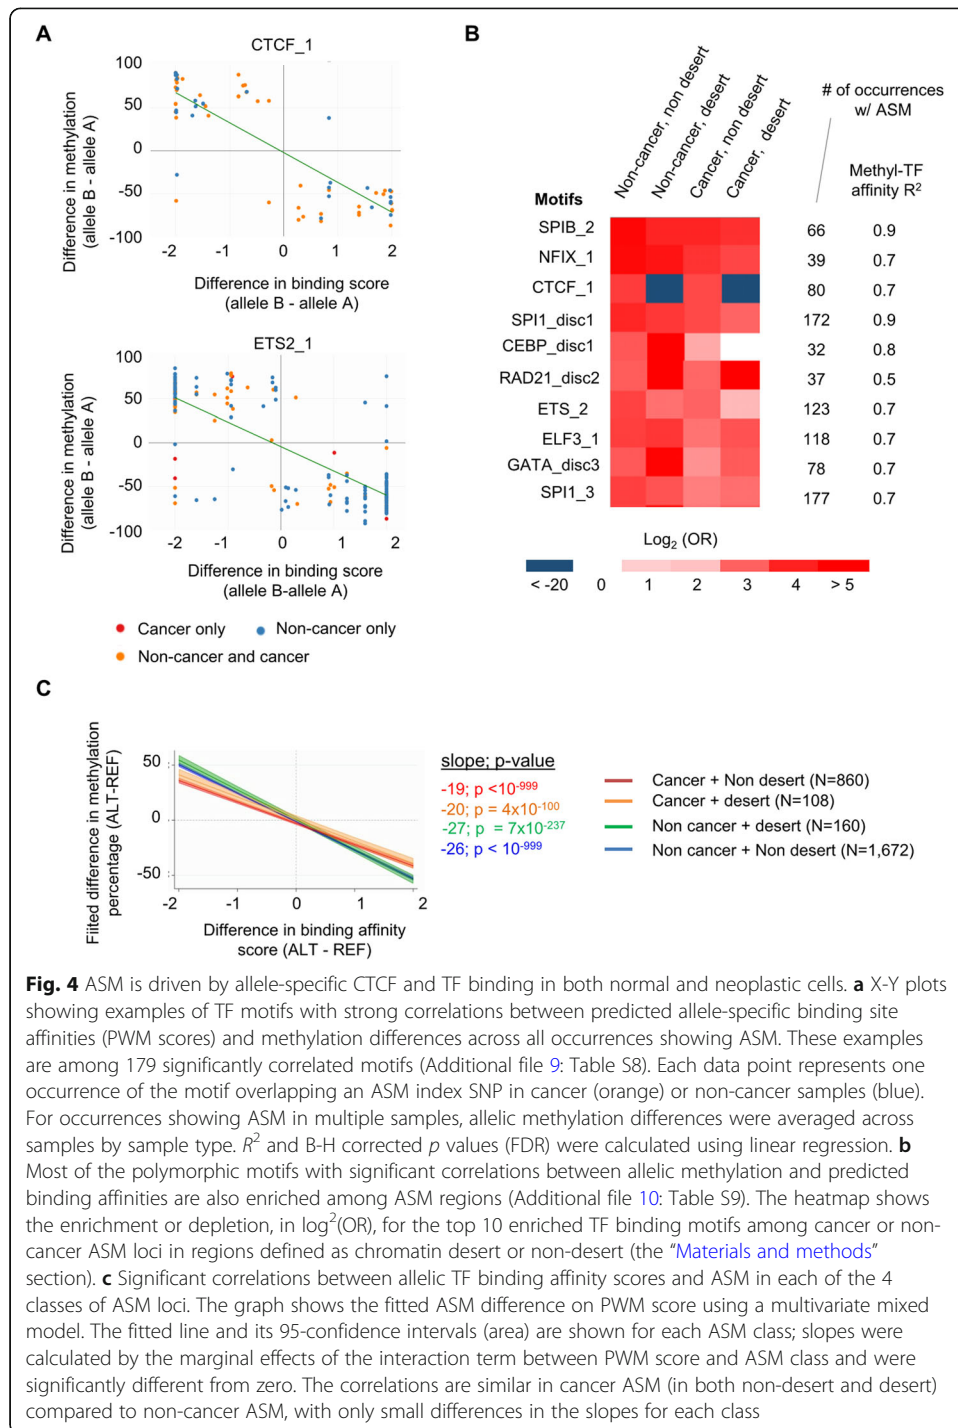 A
CTCF_1
100
50
0
-50
-100
Difference in methylation
(allele B - allele A)
-2 -1 0 1 2
Difference in binding score
(allele B - allele A)
ETS2_1
100
50
0
-50
-100
Difference in methylation
(allele B - allele A)
-2 -1 0 1 2
Difference in binding score
(allele B-allele A)
Cancer only
Non-cancer only
Non-cancer and cancer
B
Non-cancer, non desert
Non-cancer, desert
Cancer, non desert
Cancer, desert
# of occurrences
w/ ASM
Methyl-TF
affinity R²
Motifs
SPIB_2 66 0.9
NFIX_1 39 0.7
CTCF_1 80 0.7
SPI1_disc1 172 0.9
CEBP_disc1 32 0.8
RAD21_disc2 37 0.5
ETS_2 123 0.7
ELF3_1 118 0.7
GATA_disc3 78 0.7
SPI1_3 177 0.7
Log₂ (OR)
< -20 0 1 2 3 4 > 5
C
Fiited difference in methylation
percentage (ALT-REF)
50
0
-50
-2 -1 0 1 2
Difference in binding affinity
score (ALT - REF)
slope; p-value
-19; p <10⁻⁹⁹⁹
-20; p = 4x10⁻¹⁰⁰
-27; p = 7x10⁻²³⁷
-26; p < 10⁻⁹⁹⁹
Cancer + Non desert (N=860)
Cancer + desert (N=108)
Non cancer + desert (N=160)
Non cancer + Non desert (N=1,672)
Fig. 4 ASM is driven by allele-specific CTCF and TF binding in both normal and neoplastic cells. a X-Y plots
showing examples of TF motifs with strong correlations between predicted allele-specific binding site
affinities (PWM scores) and methylation differences across all occurrences showing ASM. These examples
are among 179 significantly correlated motifs (Additional file 9: Table S8). Each data point represents one
occurrence of the motif overlapping an ASM index SNP in cancer (orange) or non-cancer samples (blue).
For occurrences showing ASM in multiple samples, allelic methylation differences were averaged across
samples by sample type. R² and B-H corrected p values (FDR) were calculated using linear regression. b
Most of the polymorphic motifs with significant correlations between allelic methylation and predicted
binding affinities are also enriched among ASM regions (Additional file 10: Table S9). The heatmap shows
the enrichment or depletion, in log²(OR), for the top 10 enriched TF binding motifs among cancer or non-
cancer ASM loci in regions defined as chromatin desert or non-desert (the “Materials and methods”
section). c Significant correlations between allelic TF binding affinity scores and ASM in each of the 4
classes of ASM loci. The graph shows the fitted ASM difference on PWM score using a multivariate mixed
model. The fitted line and its 95-confidence intervals (area) are shown for each ASM class; slopes were
calculated by the marginal effects of the interaction term between PWM score and ASM class and were
significantly different from zero. The correlations are similar in cancer ASM (in both non-desert and desert)
compared to non-cancer ASM, with only small differences in the slopes for each class